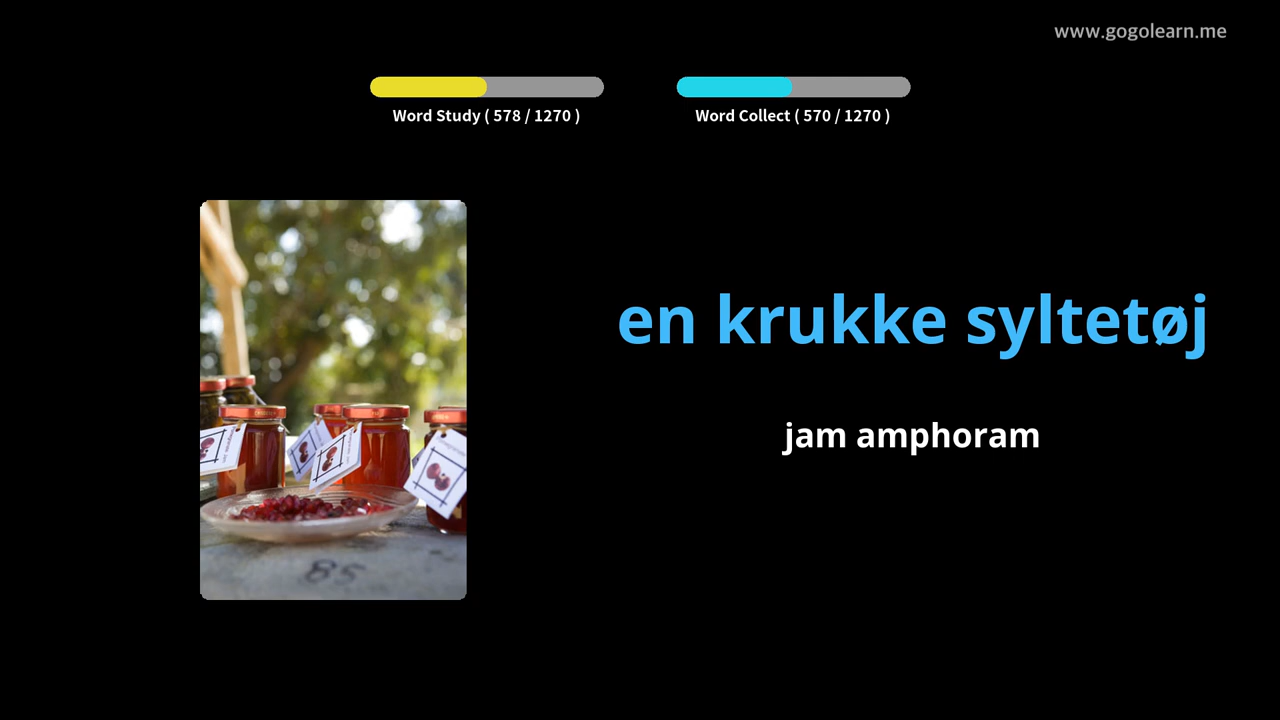 www.gogolearn.me
Word Study ( 578 / 1270 )
Word Collect ( 570 / 1270 )
en krukke syltetøj
jam amphoram
85